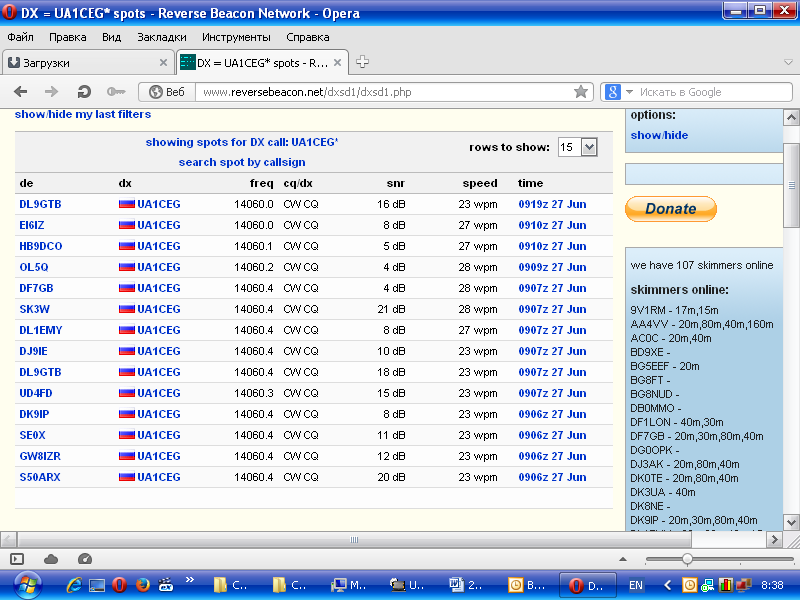 DX = UA1CEG* spots - Reverse Beacon Network - Opera
Файл Правка Вид Закладки Инструменты Справка
Загрузки DX = UA1CEG* spots - R...
Веб www.reversebeacon.net/dxsd1/dxsd1.php Искать в Google
show/hide my last filters
showing spots for DX call: UA1CEG*
search spot by callsign
rows to show: 15
de dx freq cq/dx snr speed time
DL9GTB UA1CEG 14060.0 CW CQ 16 dB 23 wpm 0919z 27 Jun
EI6IZ UA1CEG 14060.0 CW CQ 8 dB 27 wpm 0910z 27 Jun
HB9DCO UA1CEG 14060.1 CW CQ 5 dB 27 wpm 0910z 27 Jun
OL5Q UA1CEG 14060.2 CW CQ 4 dB 28 wpm 0909z 27 Jun
DF7GB UA1CEG 14060.4 CW CQ 4 dB 28 wpm 0907z 27 Jun
SK3W UA1CEG 14060.4 CW CQ 21 dB 28 wpm 0907z 27 Jun
DL1EMY UA1CEG 14060.4 CW CQ 8 dB 27 wpm 0907z 27 Jun
DJ9IE UA1CEG 14060.4 CW CQ 10 dB 23 wpm 0907z 27 Jun
DL9GTB UA1CEG 14060.4 CW CQ 18 dB 23 wpm 0907z 27 Jun
UD4FD UA1CEG 14060.3 CW CQ 15 dB 23 wpm 0907z 27 Jun
DK9IP UA1CEG 14060.4 CW CQ 8 dB 23 wpm 0906z 27 Jun
SE0X UA1CEG 14060.4 CW CQ 11 dB 23 wpm 0906z 27 Jun
GW8IZR UA1CEG 14060.4 CW CQ 12 dB 23 wpm 0906z 27 Jun
S50ARX UA1CEG 14060.4 CW CQ 20 dB 23 wpm 0906z 27 Jun
options:
show/hide
Donate
we have 107 skimmers online
skimmers online:
9V1RM - 17m,15m
AA4VV - 20m,80m,40m,160m
AC0C - 20m,40m
BD9XE -
BG5EEF - 20m
BG8FT -
BG8NUD -
DB0MMO -
DF1LON - 40m,30m
DF7GB - 20m,30m,80m,40m
DG0OPK -
DJ3AK - 20m,80m,40m
DK0TE - 20m,80m,40m
DK3UA - 40m
DK8NE -
DK9IP - 20m,30m,80m,40m
C... C... M... U... 2... B... D... EN 8:38